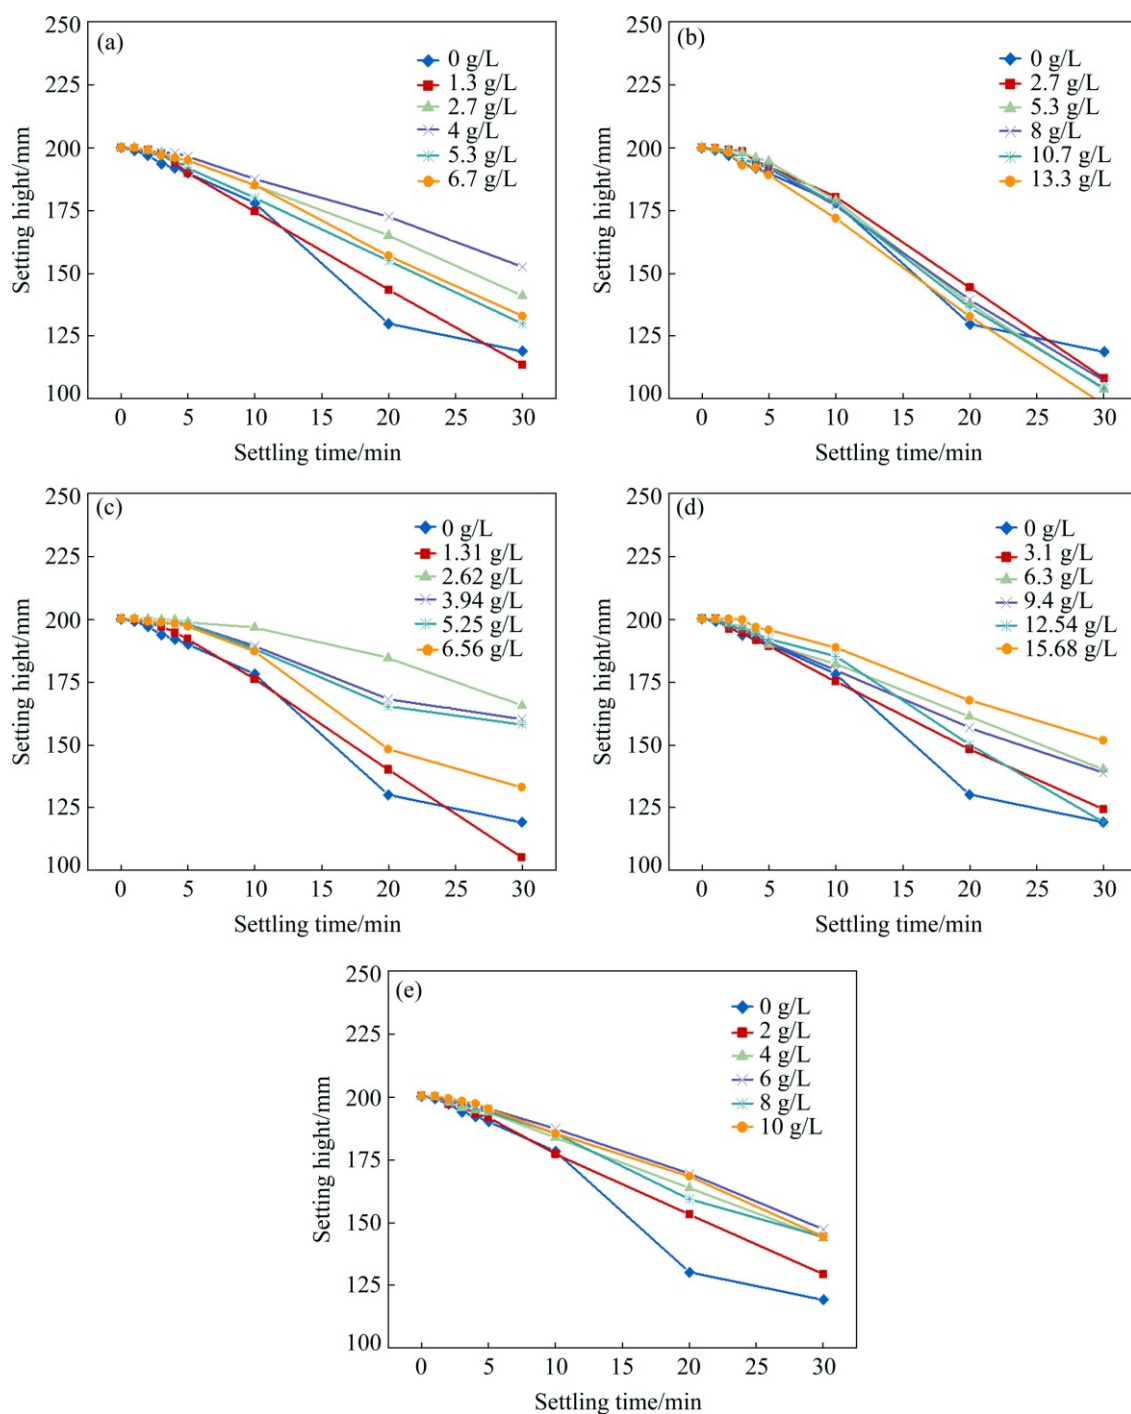 (a)
250
225
200
175
150
125
100
0 g/L
1.3 g/L
2.7 g/L
4 g/L
5.3 g/L
6.7 g/L
0 5 10 15 20 25 30
Settling time/min
Setting hight/mm
(b)
250
225
200
175
150
125
100
0 g/L
2.7 g/L
5.3 g/L
8 g/L
10.7 g/L
13.3 g/L
0 5 10 15 20 25 30
Settling time/min
Setting hight/mm
(c)
250
225
200
175
150
125
100
0 g/L
1.31 g/L
2.62 g/L
3.94 g/L
5.25 g/L
6.56 g/L
0 5 10 15 20 25 30
Settling time/min
Setting hight/mm
(d)
250
225
200
175
150
125
100
0 g/L
3.1 g/L
6.3 g/L
9.4 g/L
12.54 g/L
15.68 g/L
0 5 10 15 20 25 30
Settling time/min
Setting hight/mm
(e)
250
225
200
175
150
125
100
0 g/L
2 g/L
4 g/L
6 g/L
8 g/L
10 g/L
0 5 10 15 20 25 30
Settling time/min
Setting hight/mm